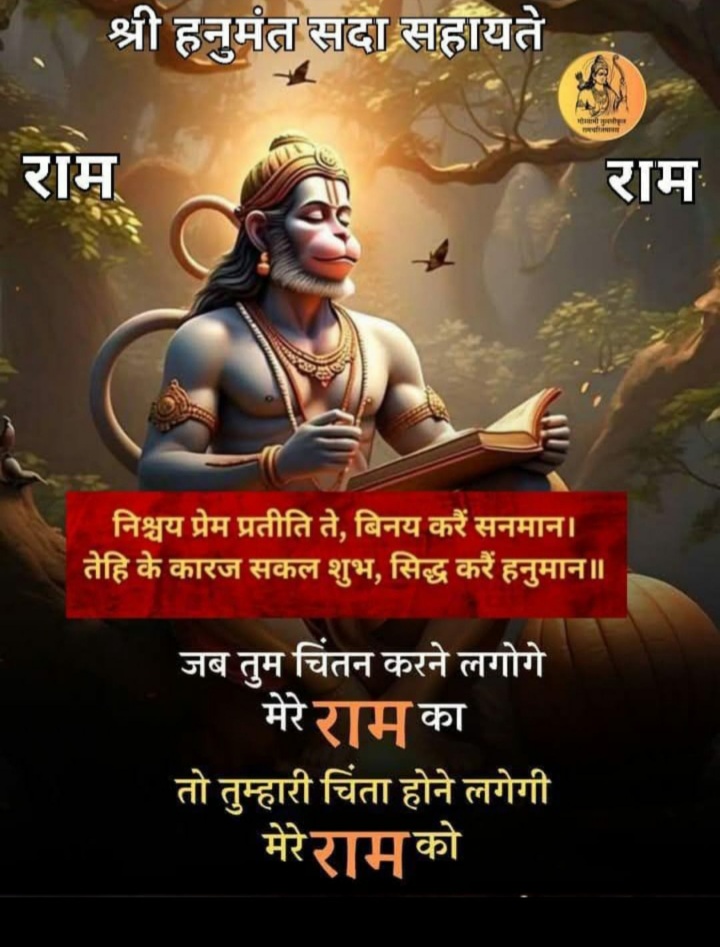 श्री हनुमंत सदा सहायते
राम
राम
निश्चय प्रेम प्रतीति ते, बिनय करैं सनमान।
तेहि के कारज सकल शुभ, सिद्ध करैं हनुमान॥
जब तुम चिंतन करने लगोगे
मेरे राम का
तो तुम्हारी चिंता होने लगेगी
मेरे राम को